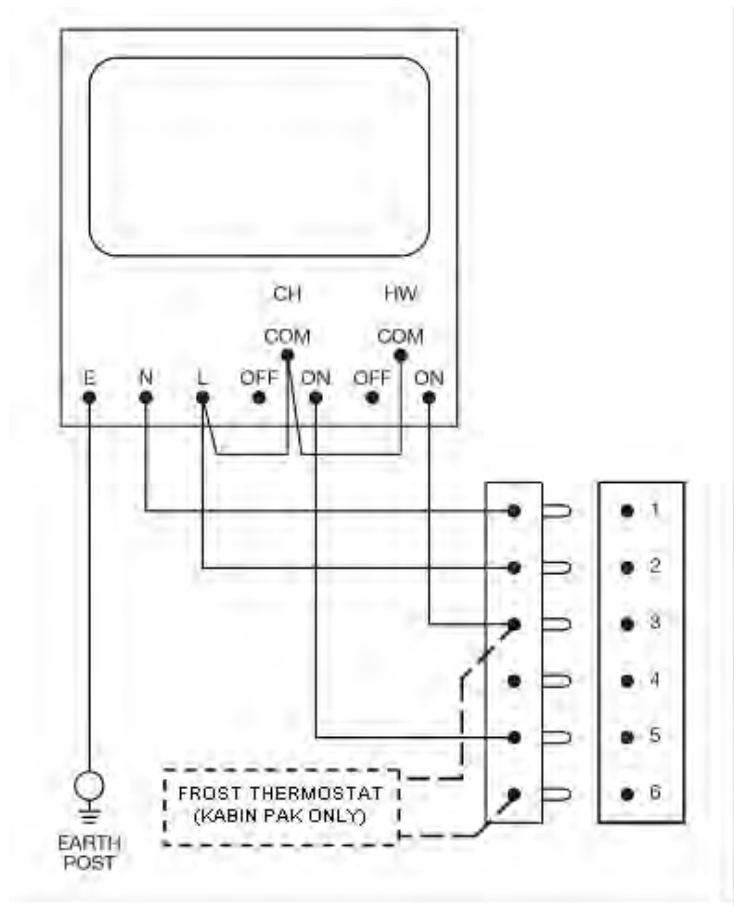 CH HW
COM COM
E N L OFF ON OFF ON
1
2
3
4
5
6
FROST THERMOSTAT
(KABIN PAK ONLY)
EARTH
POST